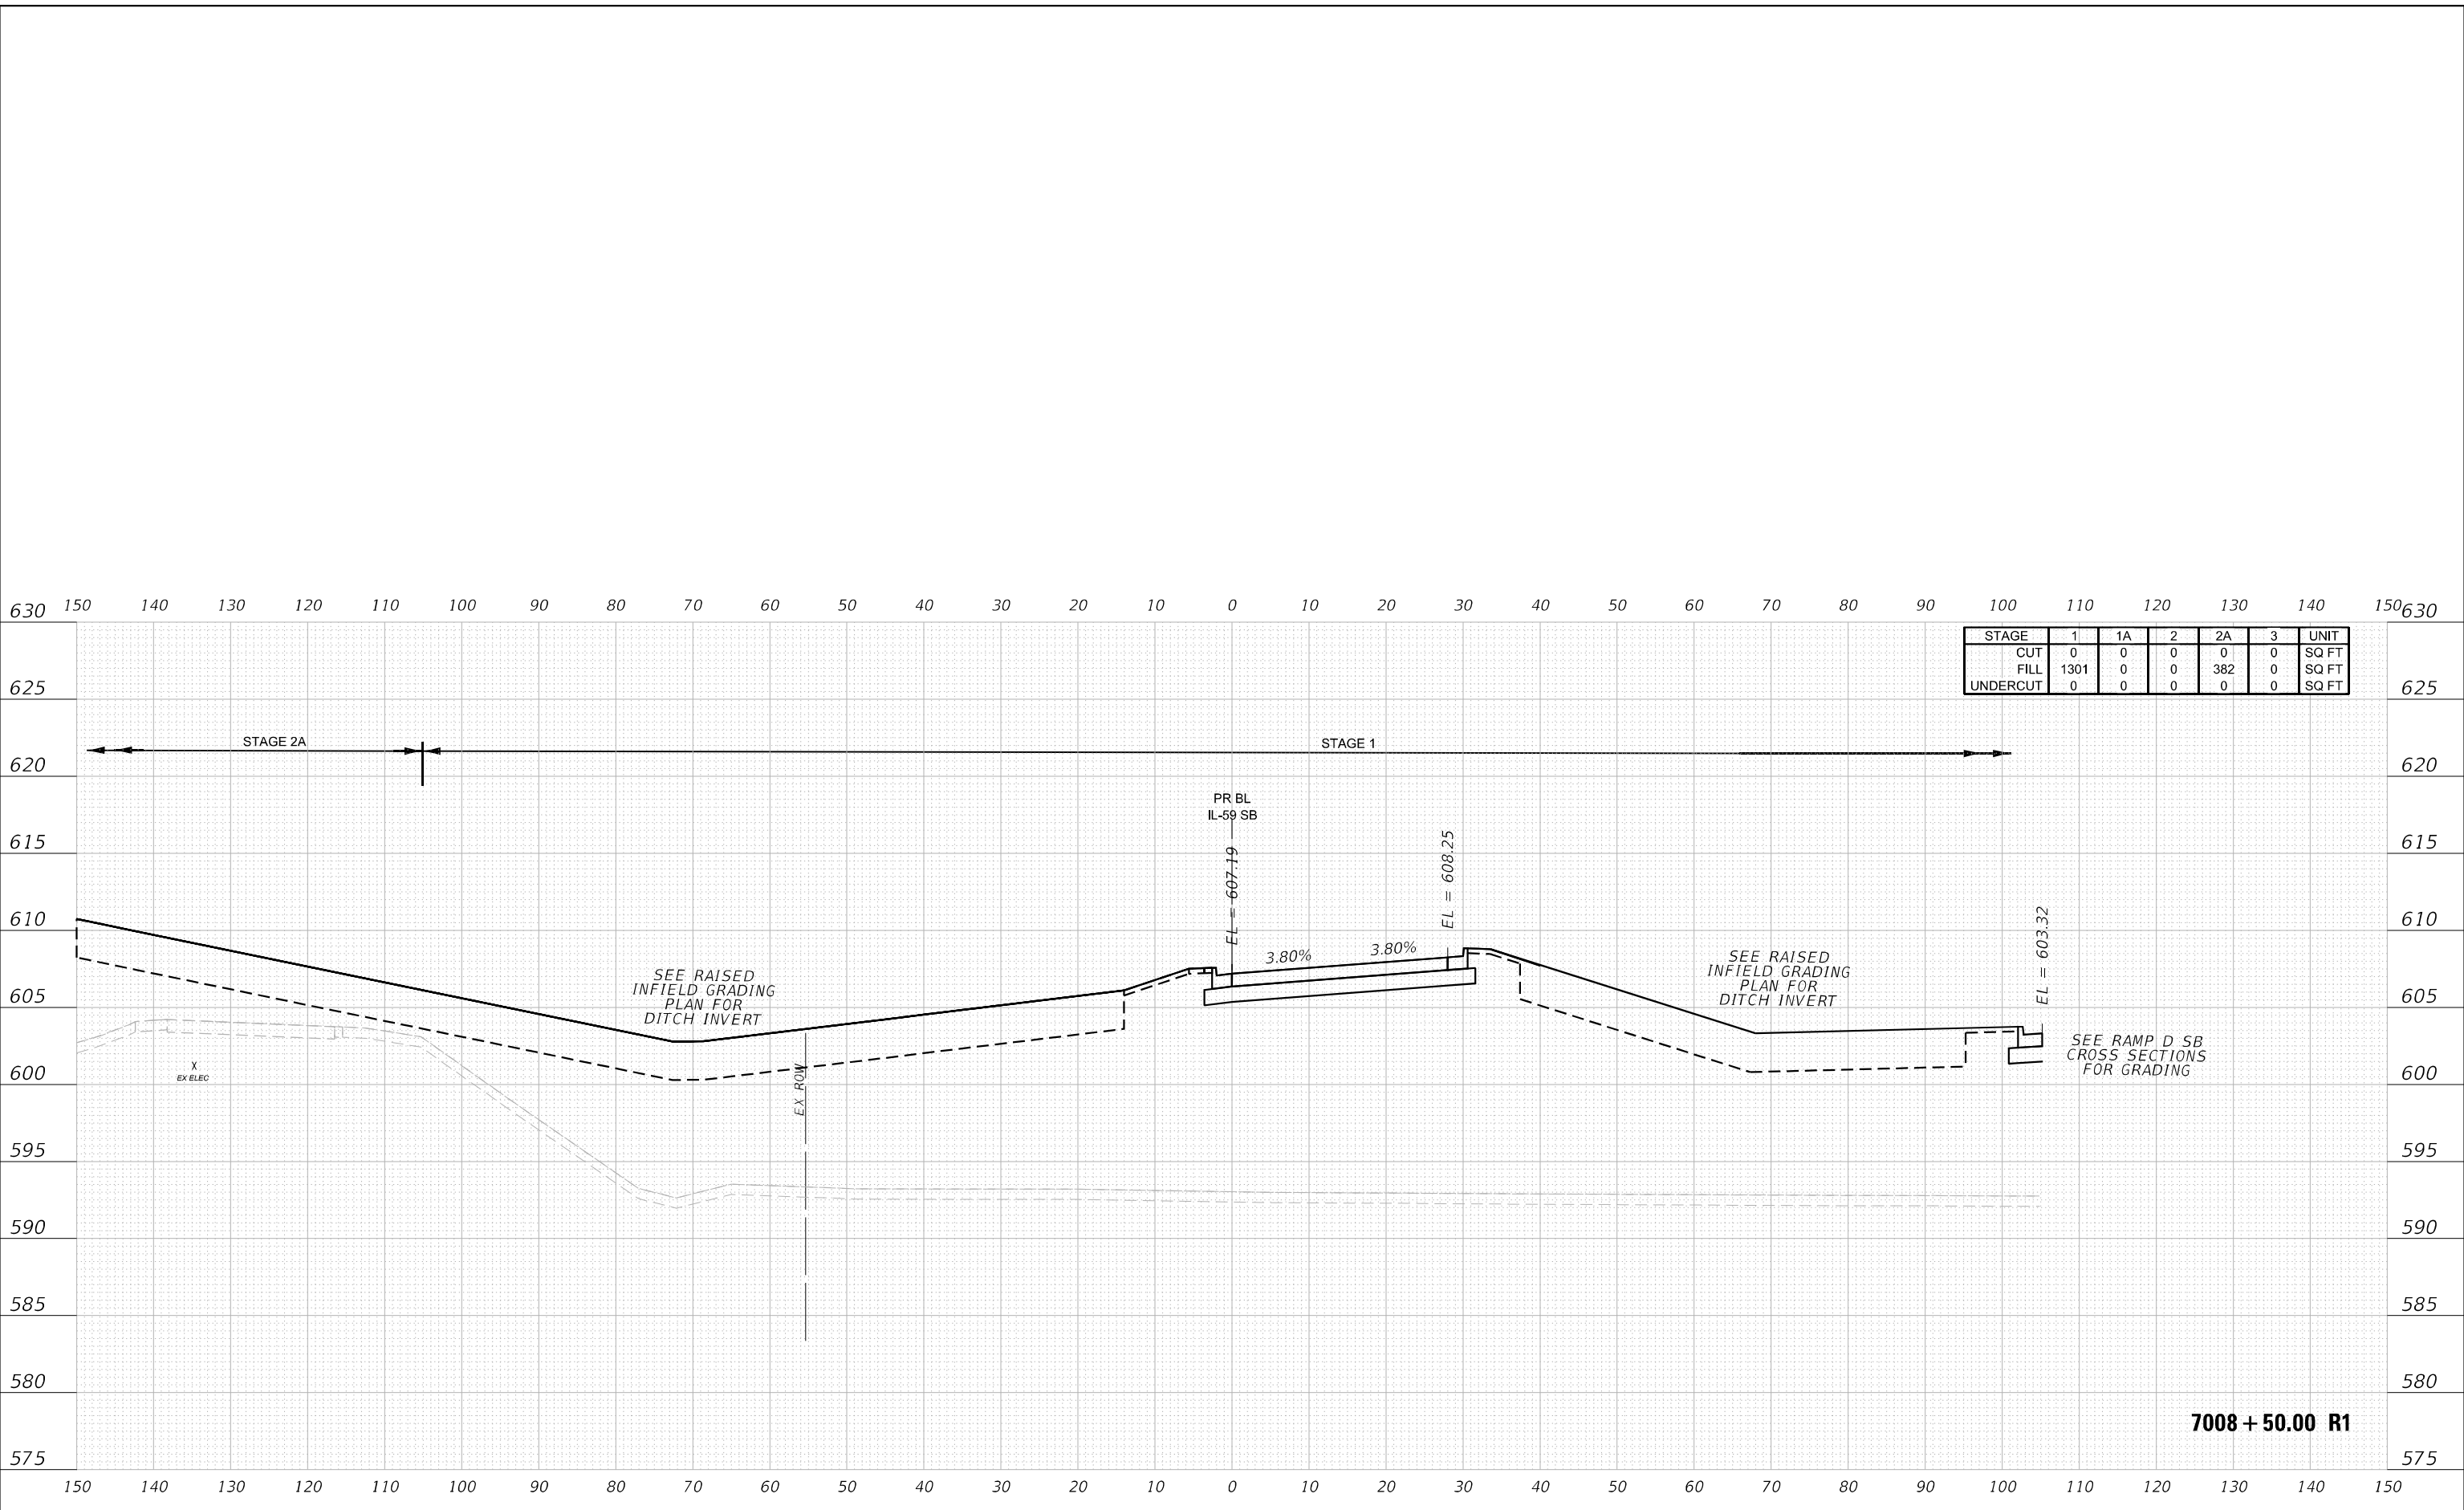 150 140 130 120 110 100 90 80 70 60 50 40 30 20 10 0 10 20 30 40 50 60 70 80 90 100 110 120 130 140 150
630 630
STAGE 1 1A 2 2A 3 UNIT
CUT 0 0 0 0 0 SQ FT
FILL 1301 0 0 382 0 SQ FT
UNDERCUT 0 0 0 0 0 SQ FT
625 625
STAGE 2A STAGE 1
620 620
PR BL
IL-59 SB
615 615
EL = 607.19
EL = 608.25
EL = 603.32
610 610
3.80% 3.80%
SEE RAISED
INFIELD GRADING
PLAN FOR
DITCH INVERT
SEE RAISED
INFIELD GRADING
PLAN FOR
DITCH INVERT
605 605
SEE RAMP D SB
CROSS SECTIONS
FOR GRADING
X
EX ELEC
EX ROW
600 600
595 595
590 590
585 585
580 580
7008+50.00 R1
575 575
150 140 130 120 110 100 90 80 70 60 50 40 30 20 10 0 10 20 30 40 50 60 70 80 90 100 110 120 130 140 150